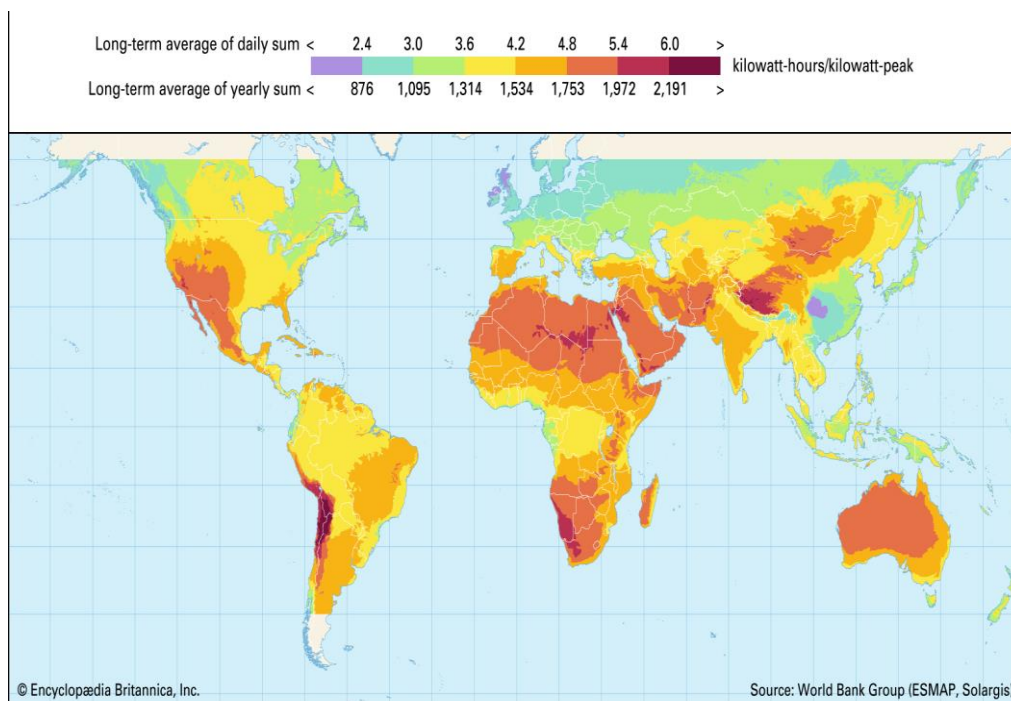 Long-term average of daily sum < 2.4 3.0 3.6 4.2 4.8 5.4 6.0 >
kilowatt-hours/kilowatt-peak
Long-term average of yearly sum < 876 1,095 1,314 1,534 1,753 1,972 2,191 >
© Encyclopædia Britannica, Inc.
Source: World Bank Group (ESMAP, Solargis)